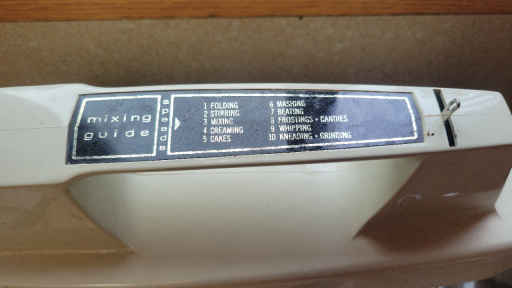 mixing
guide
speeds
1 FOLDING
2 STIRRING
3 MIXING
4 CREAMING
5 CAKES
6 MASHING
7 BEATING
8 FROSTINGS • CANDIES
9 WHIPPING
10 KNEADING • GRINDING